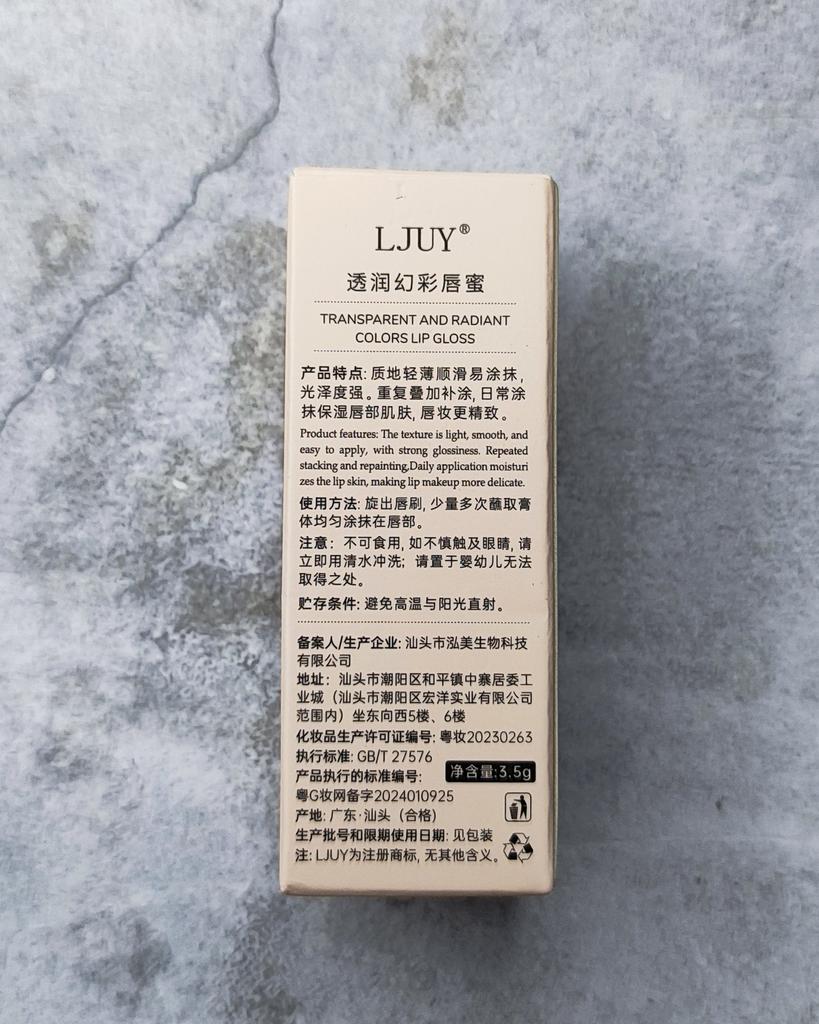 LJUY®
透润幻彩唇蜜
TRANSPARENT AND RADIANT
COLORS LIP GLOSS
产品特点: 质地轻薄顺滑易涂抹,
光泽度强。重复叠加补涂, 日常涂
抹保湿唇部肌肤, 唇妆更精致。
Product features: The texture is light, smooth, and
easy to apply, with strong glossiness. Repeated
stacking and repainting,Daily application moisturi
zes the lip skin, making lip makeup more delicate.
使用方法: 旋出唇刷, 少量多次蘸取膏
体均匀涂抹在唇部。
注意: 不可食用, 如不慎触及眼睛, 请
立即用清水冲洗; 请置于婴幼儿无法
取得之处。
贮存条件: 避免高温与阳光直射。
备案人/生产企业: 汕头市泓美生物科技
有限公司
地址: 汕头市潮阳区和平镇中寨居委工
业城（汕头市潮阳区宏洋实业有限公司
范围内）坐东向西5楼、6楼
化妆品生产许可证编号: 粤妆20230263
执行标准: GB/T 27576
产品执行的标准编号:
净含量:3.5g
粤G妆网备字2024010925
产地: 广东·汕头（合格）
生产批号和限期使用日期: 见包装
注: LJUY为注册商标, 无其他含义。